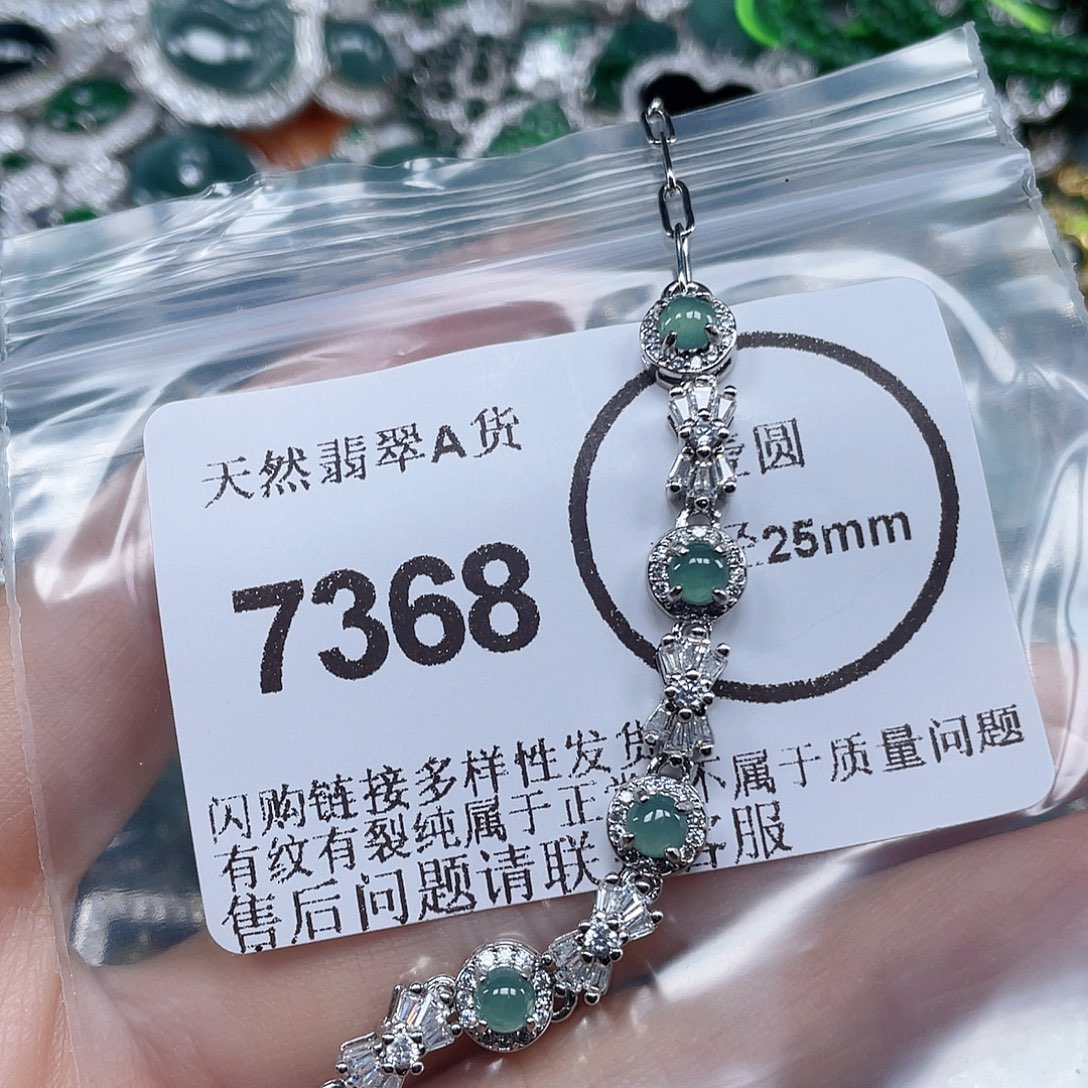 天然翡翠A货
7368
圆
25mm
闪购链接多样性发货
有纹有裂纯属于正 不属于质量问题
售后问题请联 客服